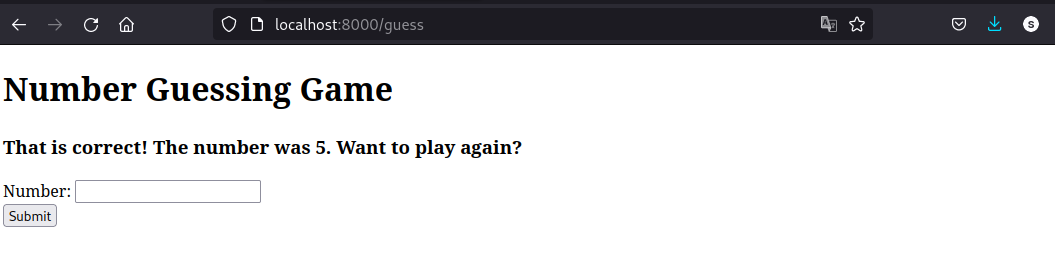 localhost:8000/guess
S
Number Guessing Game
That is correct! The number was 5. Want to play again?
Number:
Submit